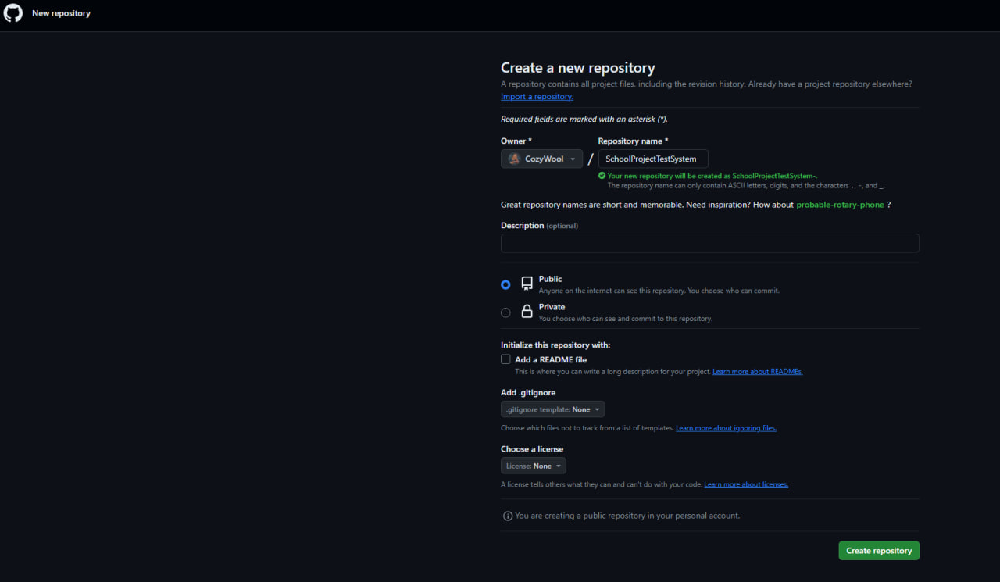 New repository
Create a new repository
A repository contains all project files, including the revision history. Already have a project repository elsewhere?
Import a repository.
Required fields are marked with an asterisk (*).
Owner * Repository name *
CozyWool / SchoolProjectTestSystem
Your new repository will be created as SchoolProjectTestSystem-.
The repository name can only contain ASCII letters, digits, and the characters ., -, and _.
Great repository names are short and memorable. Need inspiration? How about probable-rotary-phone ?
Description (optional)
Public
Anyone on the internet can see this repository. You choose who can commit.
Private
You choose who can see and commit to this repository.
Initialize this repository with:
Add a README file
This is where you can write a long description for your project. Learn more about READMEs.
Add .gitignore
.gitignore template: None
Choose which files not to track from a list of templates. Learn more about ignoring files.
Choose a license
License: None
A license tells others what they can and can't do with your code. Learn more about licenses.
You are creating a public repository in your personal account.
Create repository